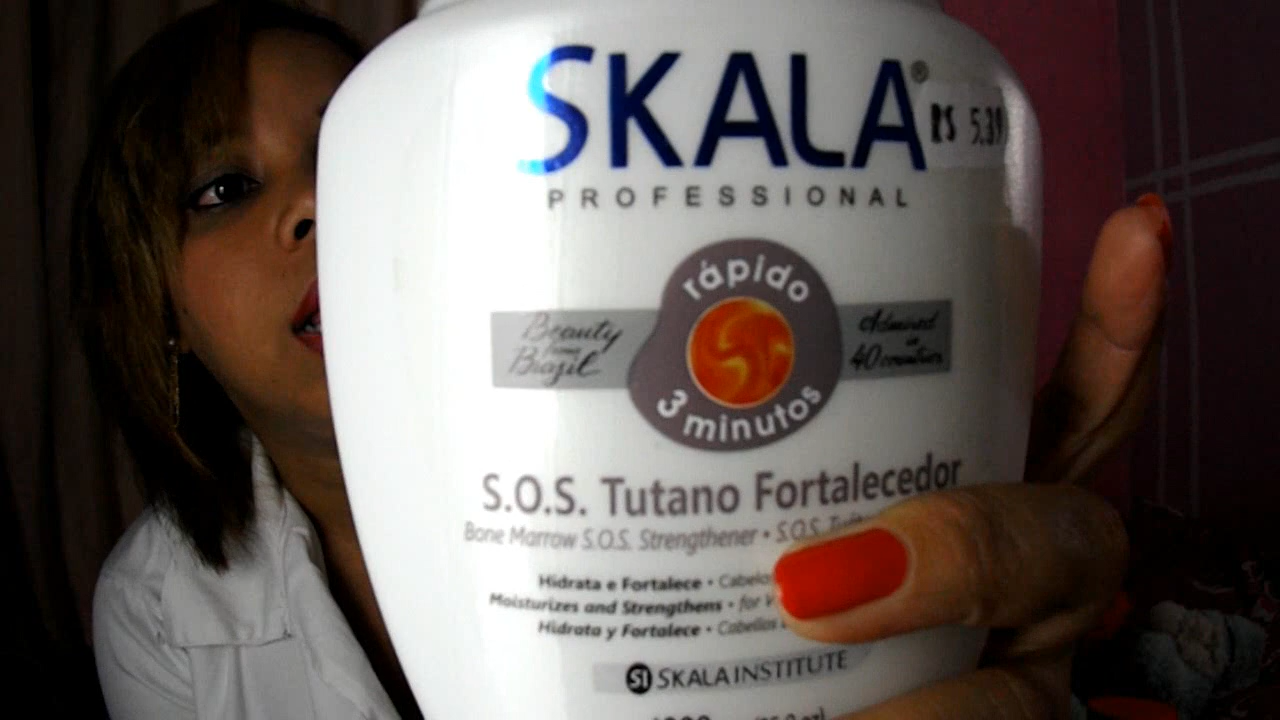 SKALA®
R$ 5,39
PROFESSIONAL
rápido
3 minutos
Beauty
from
Brazil
Admired
in
40 countries
S.O.S. Tutano Fortalecedor
Bone Marrow S.O.S. Strengthener • S.O.S.
Hidrata e Fortalece •
Moisturizes and Strengthens • for
Hidrata y Fortalece • Cabellos
SI SKALA INSTITUTE